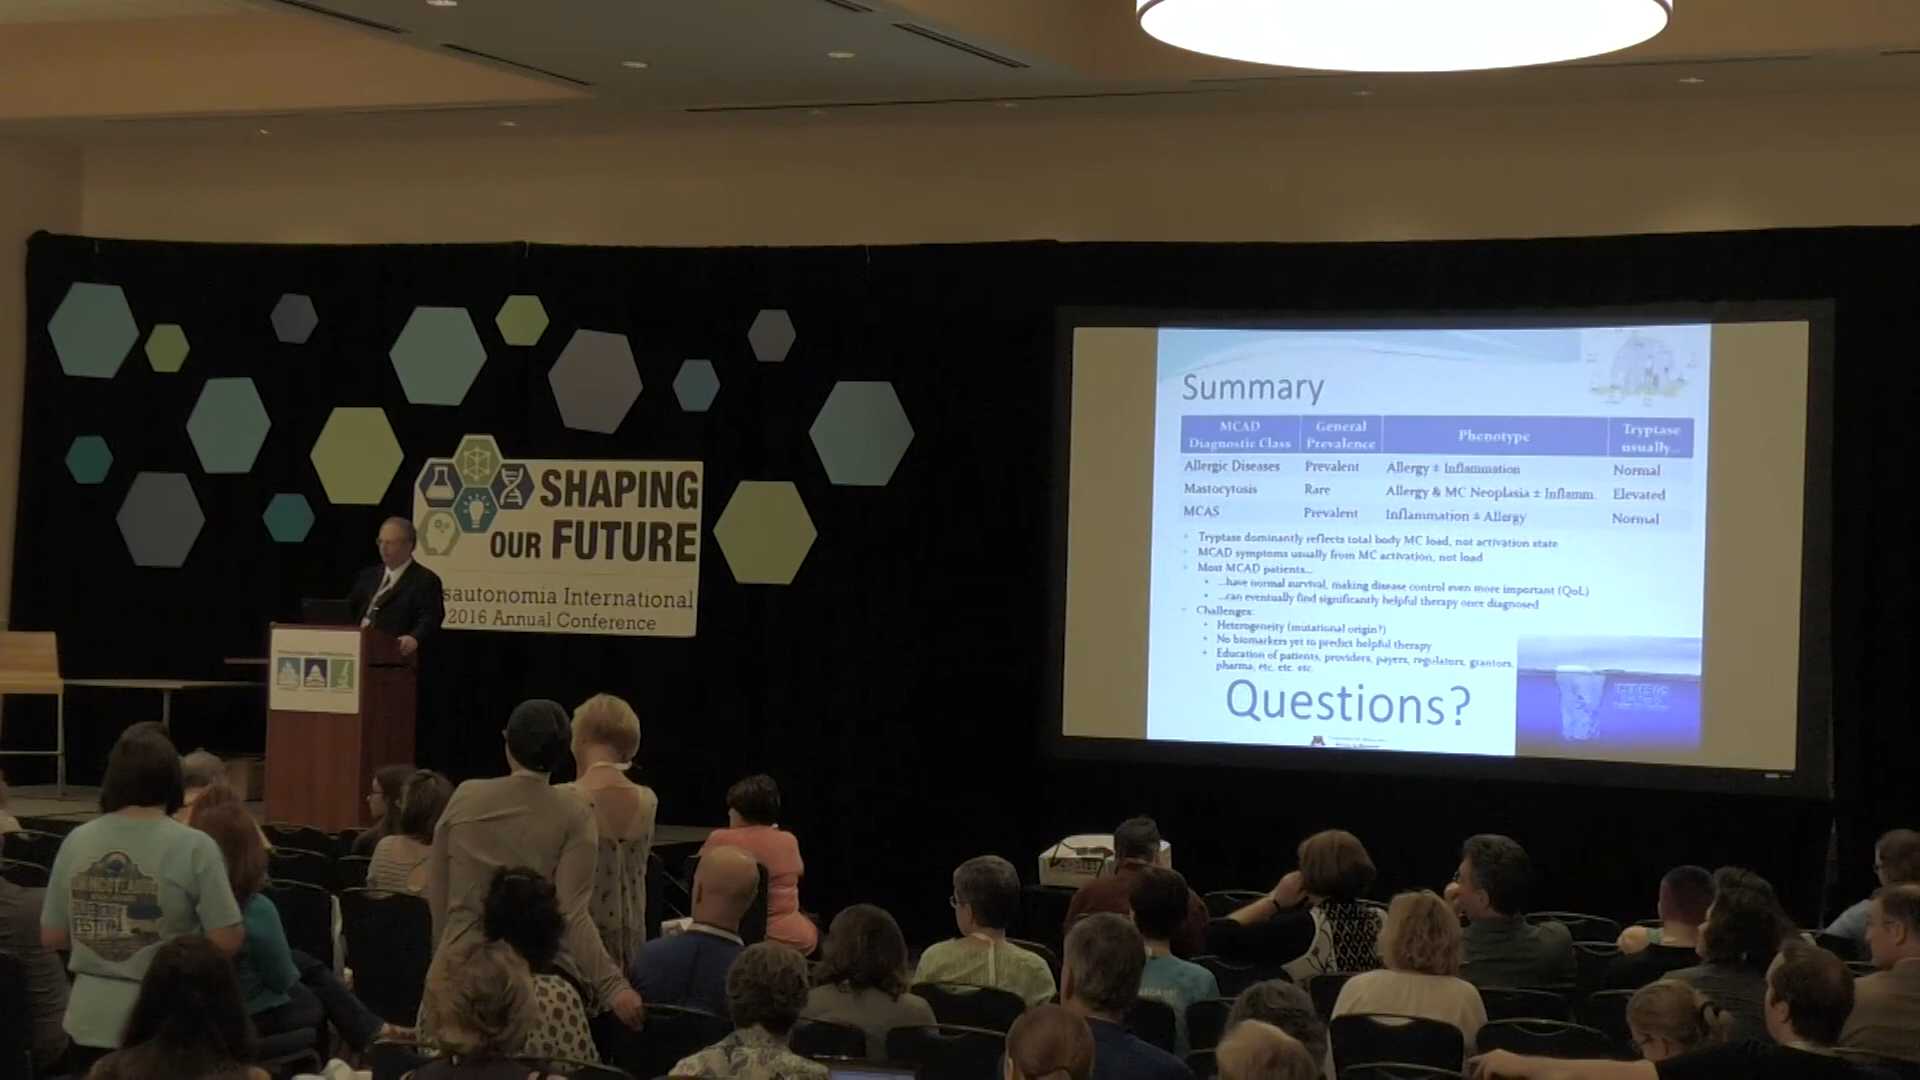 SHAPING
OUR FUTURE
sautonomia International
2016 Annual Conference
Summary
MCAD Diagnostic Class
General Prevalence
Phenotype
Tryptase usually...
Allergic Diseases Prevalent Allergy ± Inflammation Normal
Mastocytosis Rare Allergy & MC Neoplasia ± Inflamm. Elevated
MCAS Prevalent Inflammation ± Allergy Normal
Tryptase dominantly reflects total body MC load, not activation state
MCAD symptoms usually from MC activation, not load
Most MCAD patients...
...have normal survival, making disease control even more important (QoL)
...can eventually find significantly helpful therapy once diagnosed
Challenges:
Heterogeneity (mutational origin?)
No biomarkers yet to predict helpful therapy
Education of patients, providers, payers, regulators, grantors,
pharma, etc. etc. etc.
Questions?
BLUEBERRY
FESTIVAL